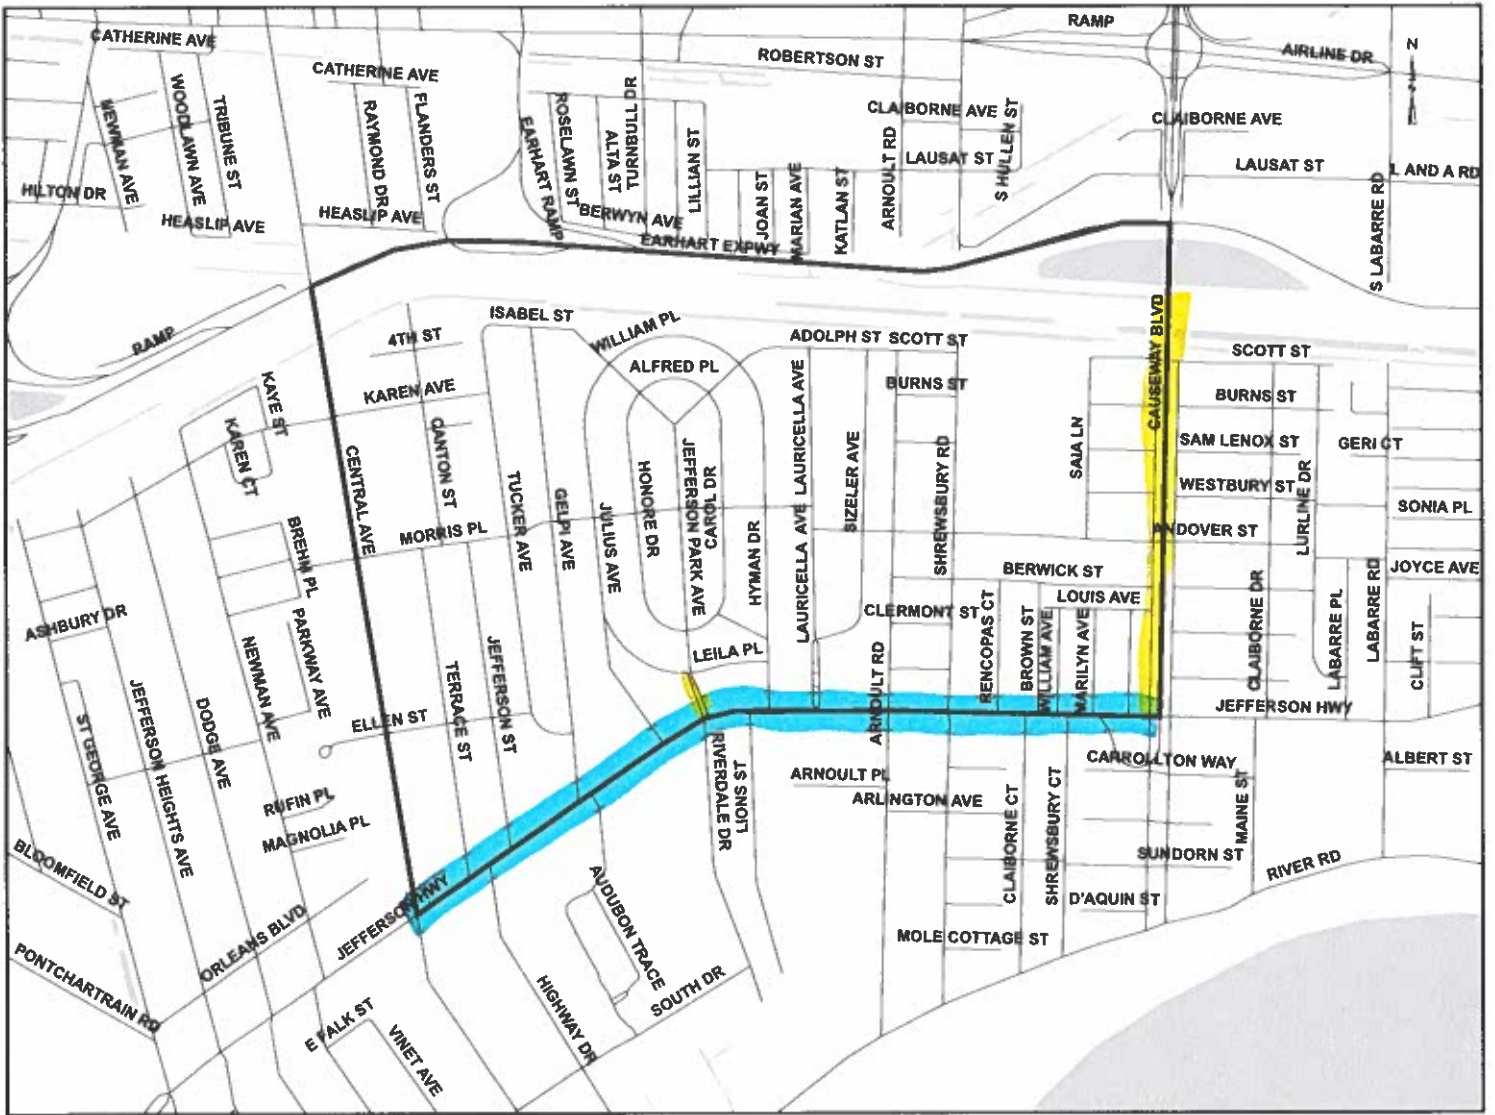 RAMP
CATHERINE AVE
AIRLINE DR
N
ROBERTSON ST
CATHERINE AVE
WOODLAWN AVE
TRIBUNE ST
NEWMAN AVE
RAYMOND DR
FLANDERS ST
EARHART RAMP
ROSELAWN ST
ALTA ST
TURNBULL DR
LILLIAN ST
CLAIBORNE AVE
ARNOULT RD
S HULLEN ST
CLAIBORNE AVE
LAUSAT ST
LAUSAT ST
L AND A RD
HILTON DR
HEASLIP AVE
HEASLIP AVE
BERWYN AVE
JOAN ST
MARIAN AVE
KATLAN ST
S LABARRE RD
EARHART EXPWY
RAMP
ISABEL ST
WILLIAM PL
4TH ST
ADOLPH ST
SCOTT ST
CAUSEWAY BLVD
SCOTT ST
ALFRED PL
KAYE ST
KAREN AVE
BURNS ST
BURNS ST
KAREN CT
CENTRAL AVE
CANTON ST
TUCKER AVE
GELPI AVE
JULIUS AVE
HONORE DR
JEFFERSON PARK AVE
CAROL DR
HYMAN DR
LAURICELLA AVE
LAURICELLA AVE
SIZELER AVE
SHREWSBURY RD
SAIA LN
SAM LENOX ST
GERI CT
WESTBURY ST
LURLINE DR
SONIA PL
BREHM PL
MORRIS PL
ANDOVER ST
BERWICK ST
JOYCE AVE
LOUIS AVE
ASHBURY DR
PARKWAY AVE
CLERMONT ST
RENCOPAS CT
BROWN ST
WILLIAM AVE
MARILYN AVE
CLAIBORNE DR
LABARRE PL
LABARRE RD
CLIFT ST
NEWMAN AVE
LEILA PL
ARNOULT RD
JEFFERSON HWY
ST GEORGE AVE
JEFFERSON HEIGHTS AVE
DODGE AVE
ELLEN ST
TERRACE ST
JEFFERSON ST
RIVERDALE DR
LIONS ST
ARNOULT PL
CARROLLTON WAY
ALBERT ST
RUFIN PL
ARLINGTON AVE
MAGNOLIA PL
CLAIBORNE CT
SHREWSBURY CT
MAINE ST
BLOOMFIELD ST
SUNDORN ST
RIVER RD
JEFFERSON HWY
AUDUBON TRACE
D'AQUIN ST
ORLEANS BLVD
MOLE COTTAGE ST
PONTCHARTRAIN RD
HIGHWAY DR
SOUTH DR
E FALK ST
VINET AVE